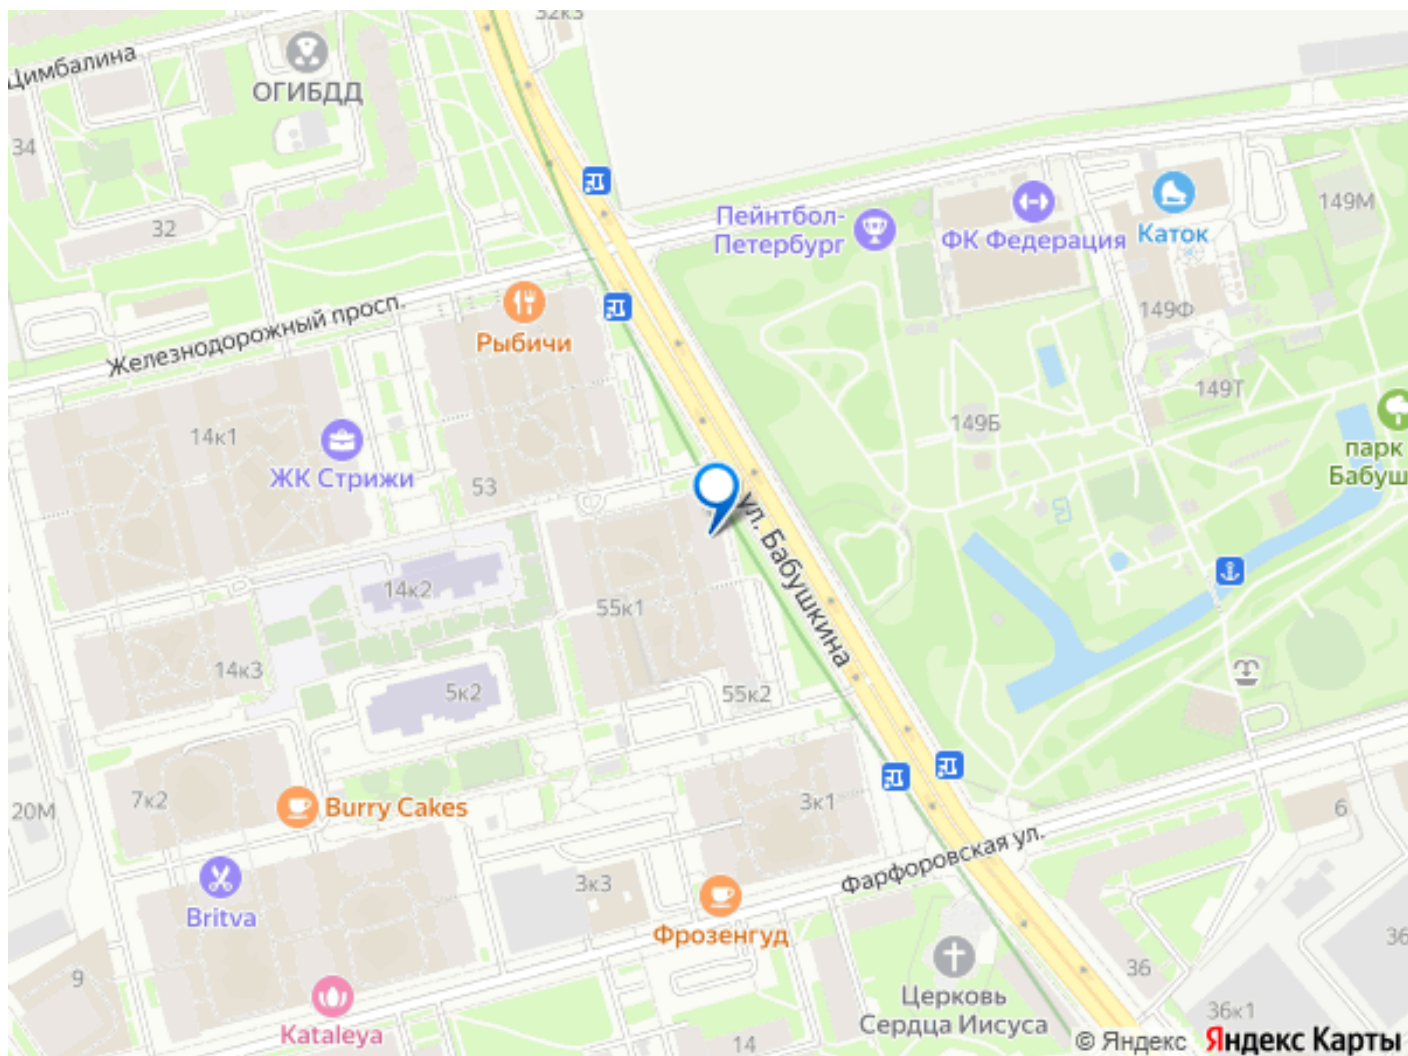 32к3
Цимбалина
ОГИБДД
34
32
Пейнтбол-
Петербург
ФК Федерация
Каток
149М
149Ф
Железнодорожный просп.
Рыбичи
149Т
149Б
14к1
ЖК Стрижи
53
парк
Бабуш
ул. Бабушкина
14к2
55к1
14к3
5к2
55к2
7к2
20М
Burry Cakes
3к1
6
Фарфоровская ул.
Britva
3к3
Фрозенгуд
36
36
9
Церковь
Сердца Иисуса
Kataleya
14
36к1
© Яндекс Яндекс Карты